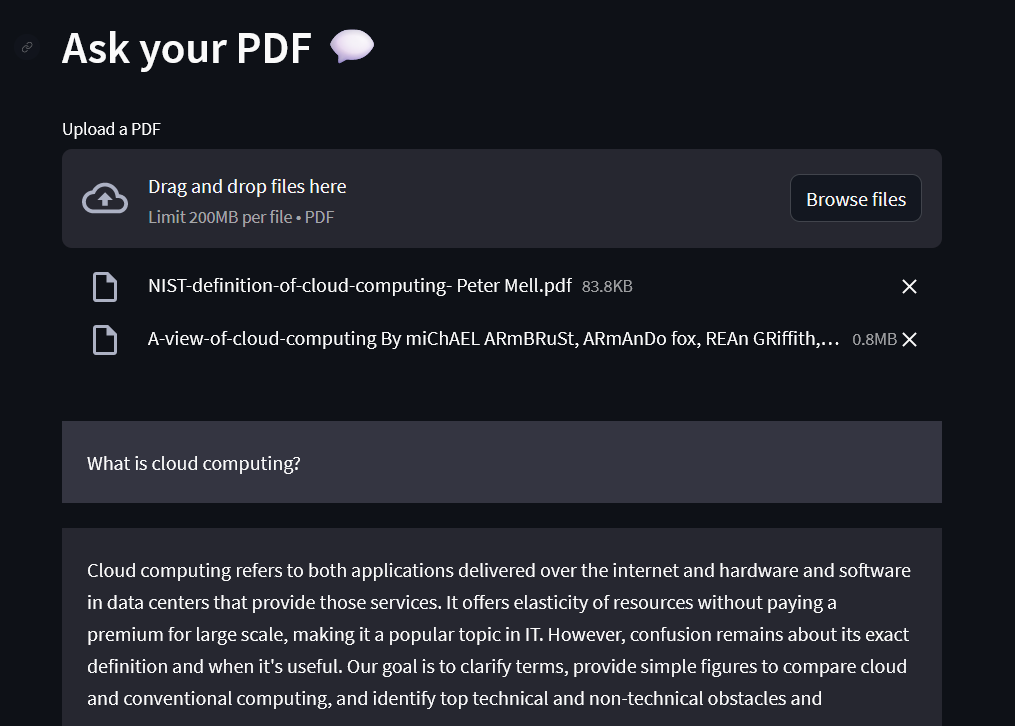 Ask your PDF
Upload a PDF
Drag and drop files here
Limit 200MB per file • PDF
Browse files
NIST-definition-of-cloud-computing- Peter Mell.pdf 83.8KB
A-view-of-cloud-computing By miChAEL ARmBRuSt, ARmAnDo fox, REAn GRiffith,... 0.8MB
What is cloud computing?
Cloud computing refers to both applications delivered over the internet and hardware and software
in data centers that provide those services. It offers elasticity of resources without paying a
premium for large scale, making it a popular topic in IT. However, confusion remains about its exact
definition and when it's useful. Our goal is to clarify terms, provide simple figures to compare cloud
and conventional computing, and identify top technical and non-technical obstacles and